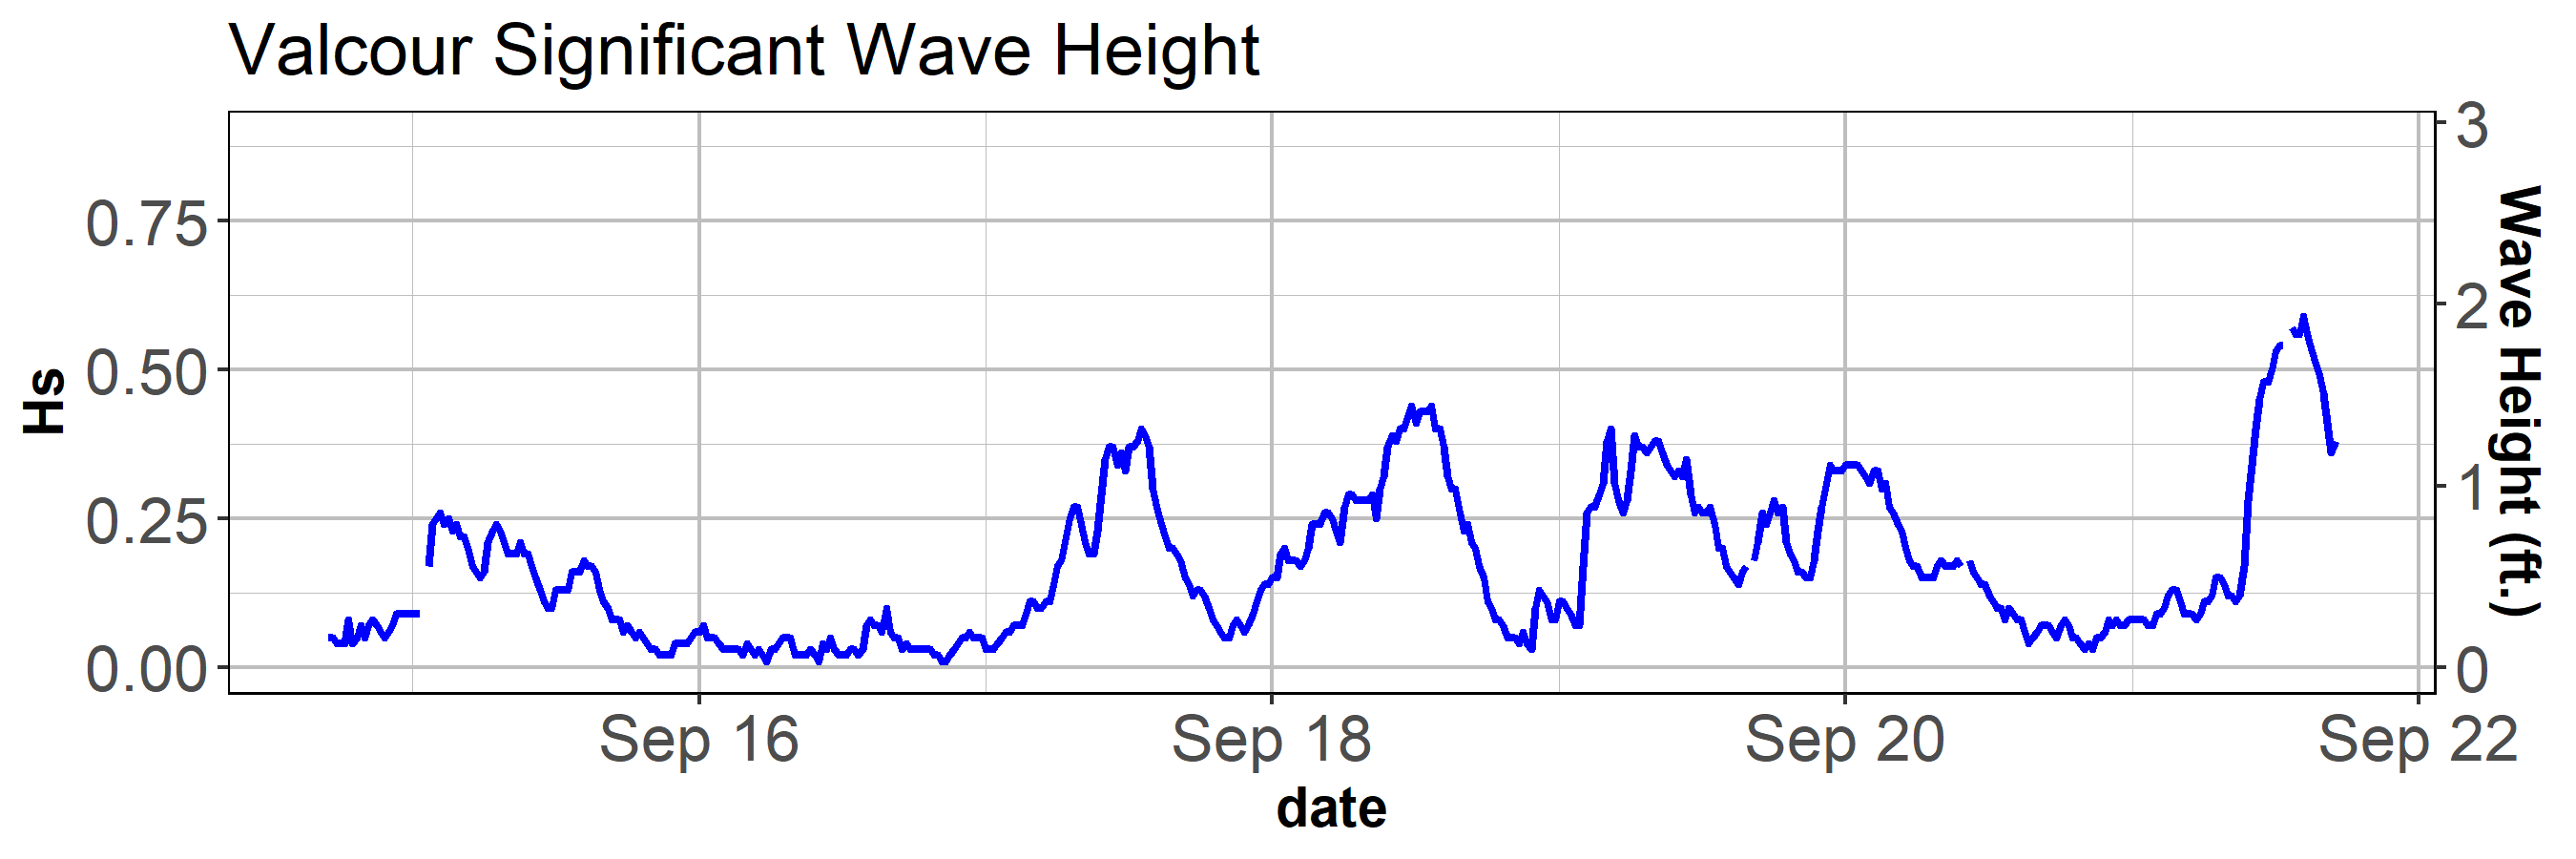 Valcour Significant Wave Height
Hs
0.75
0.50
0.25
0.00
3
2
1
0
Wave Height (ft.)
Sep 16
Sep 18
Sep 20
Sep 22
date